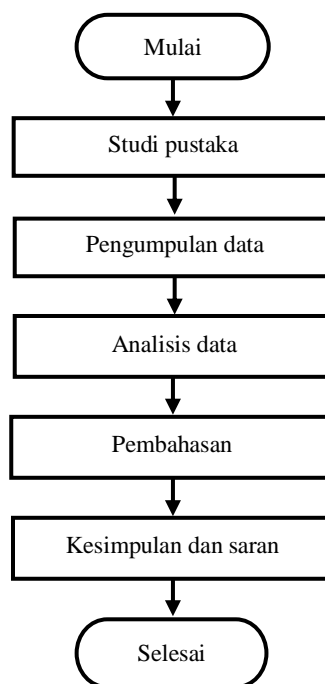 Mulai
Studi pustaka
Pengumpulan data
Analisis data
Pembahasan
Kesimpulan dan saran
Selesai